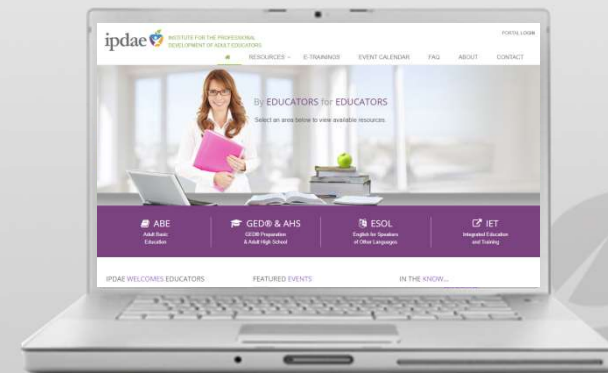 PORTAL LOGIN
ipdae
INSTITUTE FOR THE PROFESSIONAL
DEVELOPMENT OF ADULT EDUCATORS
RESOURCES
E-TRAININGS
EVENT CALENDAR
FAQ
ABOUT
CONTACT
By EDUCATORS for EDUCATORS
Select an area below to view available resources.
ABE
Adult Basic
Education
GED® & AHS
GED® Preparation
& Adult High School
ESOL
English for Speakers
of Other Languages
IET
Integrated Education
and Training
IPDAE WELCOMES EDUCATORS
FEATURED EVENTS
IN THE KNOW...